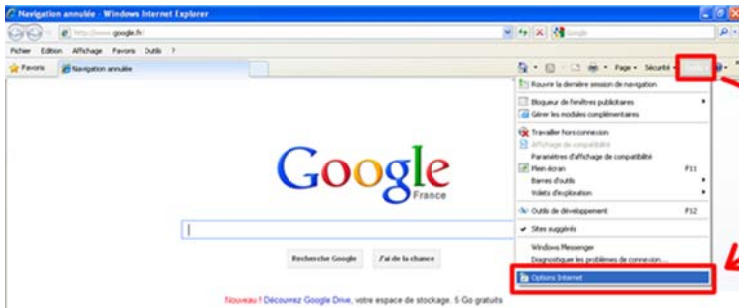 Navigation annulée - Windows Internet Explorer
http://www.google.fr/
Google
Fichier Edition Affichage Favoris Outils ?
Favoris
Navigation annulée
Page
Sécurité
Rouvrir la dernière session de navigation
Bloqueur de fenêtres publicitaires
Gérer les modules complémentaires
Travailler hors connexion
Affichage de compatibilité
Paramètres d'affichage de compatibilité
Plein écran F11
Barres d'outils
Volets d'exploration
Outils de développement F12
Sites suggérés
Windows Messenger
Diagnostiquer les problèmes de connexion...
Options Internet
Google
France
Recherche Google
J'ai de la chance
Nouveau ! Découvrez Google Drive, votre espace de stockage. 5 Go gratuits